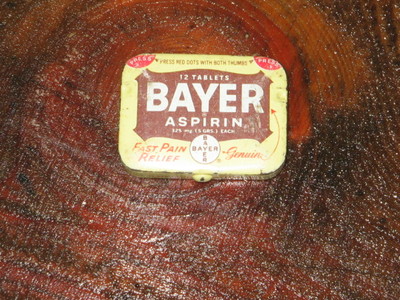 PRESS PRESS RED DOTS WITH BOTH THUMBS PRESS
12 TABLETS
BAYER
ASPIRIN
325 mg (5 GRS.) EACH
FAST PAIN RELIEF
BAYER
BAYER
Genuine